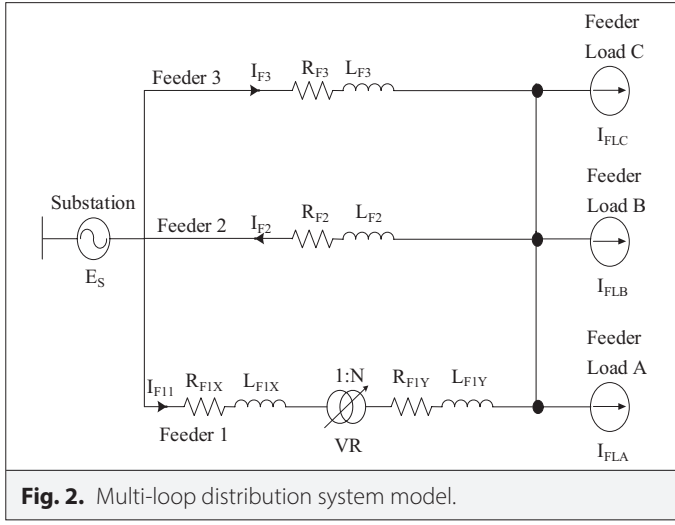 Feeder
Load C
I_FLC
Feeder 3
I_F3
R_F3
L_F3
Substation
E_S
Feeder 2
I_F2
R_F2
L_F2
Feeder
Load B
I_FLB
I_F11
R_F1X
L_F1X
1:N
VR
R_F1Y
L_F1Y
Feeder 1
Feeder
Load A
I_FLA
Fig. 2. Multi-loop distribution system model.